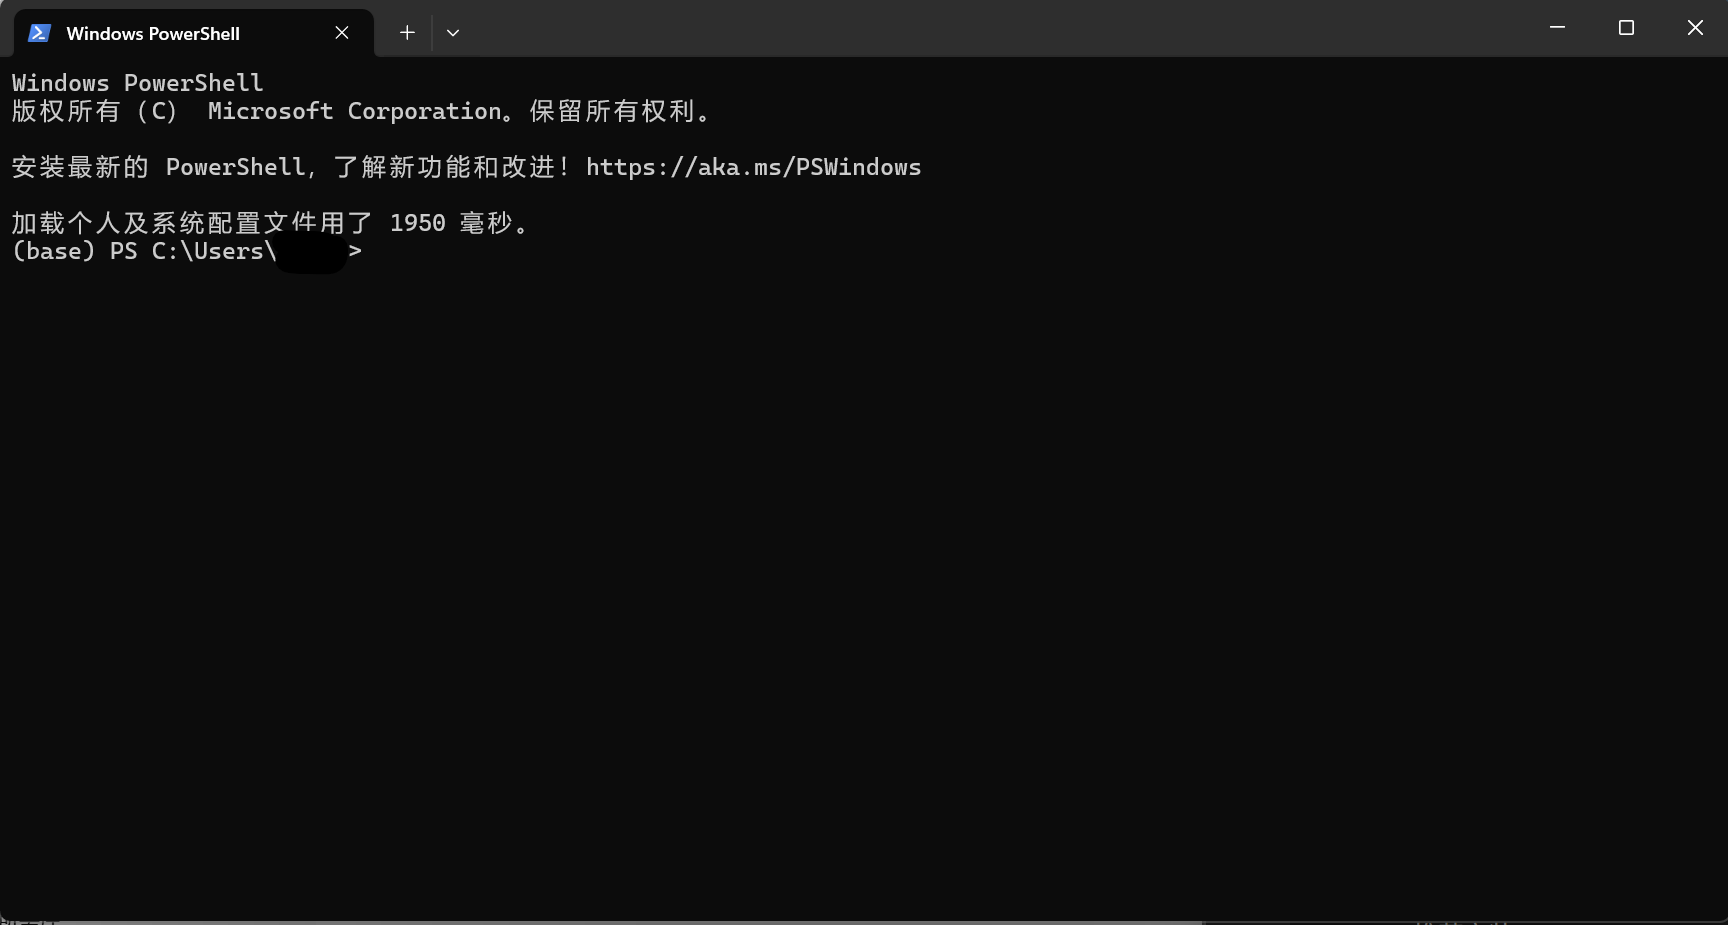 Windows PowerShell
Windows PowerShell
版权所有 (C) Microsoft Corporation。保留所有权利。
安装最新的 PowerShell，了解新功能和改进！https://aka.ms/PSWindows
加载个人及系统配置文件用了 1950 毫秒。
(base) PS C:\Users\ >